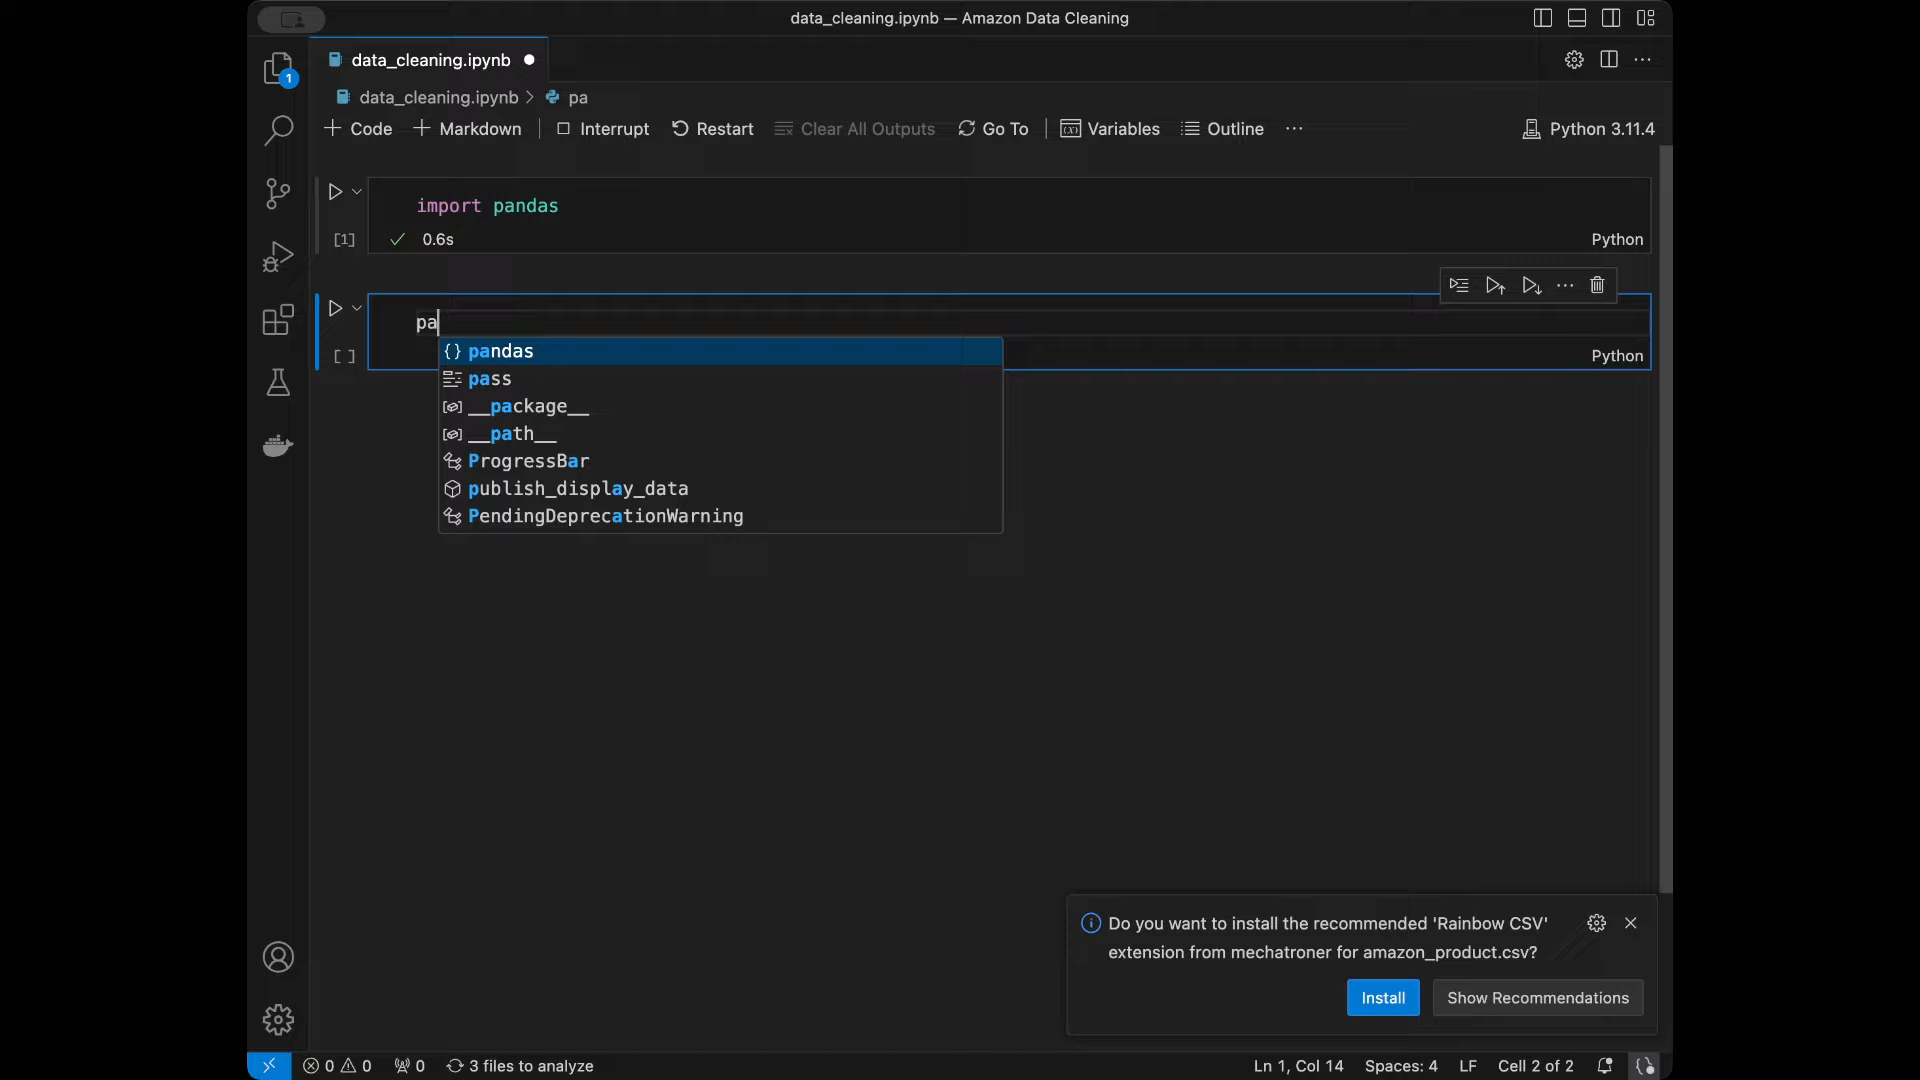 data_cleaning.ipynb — Amazon Data Cleaning
1
data_cleaning.ipynb
data_cleaning.ipynb > pa
+ Code + Markdown Interrupt Restart Clear All Outputs Go To Variables Outline ... Python 3.11.4
import pandas
[1] 0.6s Python
pa
[ ] Python
pandas
pass
__package__
__path__
ProgressBar
publish_display_data
PendingDeprecationWarning
Do you want to install the recommended 'Rainbow CSV'
extension from mechatroner for amazon_product.csv?
Install Show Recommendations
0 0 0 3 files to analyze Ln 1, Col 14 Spaces: 4 LF Cell 2 of 2